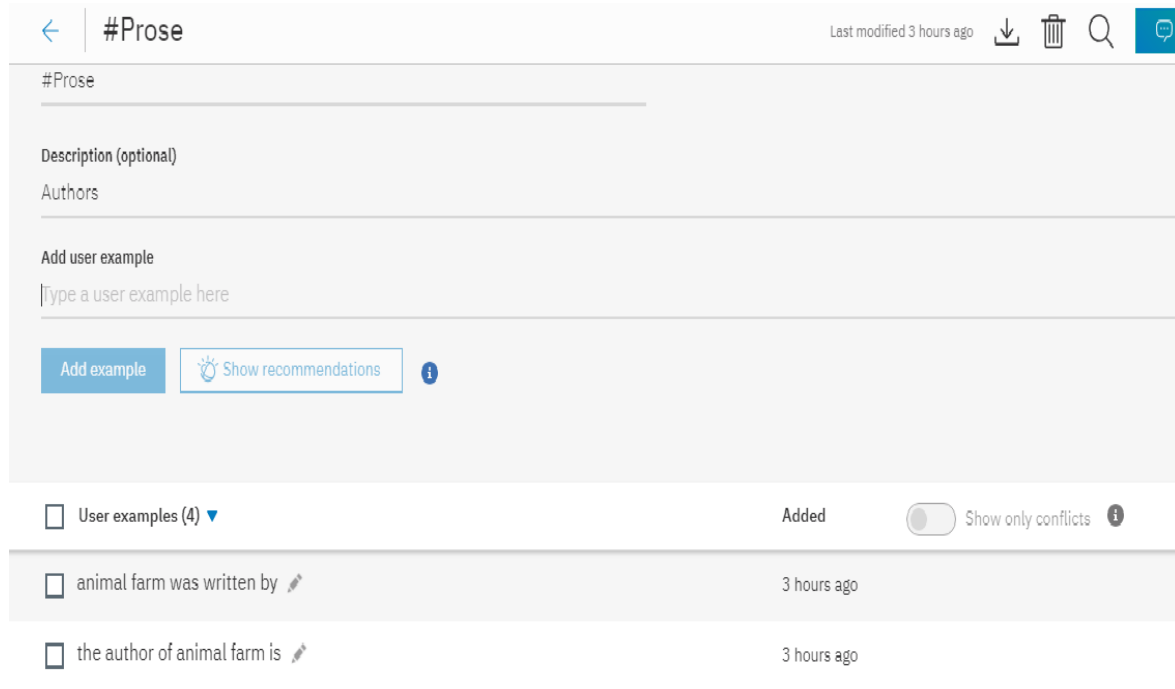 #Prose
Last modified 3 hours ago
#Prose
Description (optional)
Authors
Add user example
Type a user example here
Add example
Show recommendations
User examples (4)
Added
Show only conflicts
animal farm was written by
3 hours ago
the author of animal farm is
3 hours ago